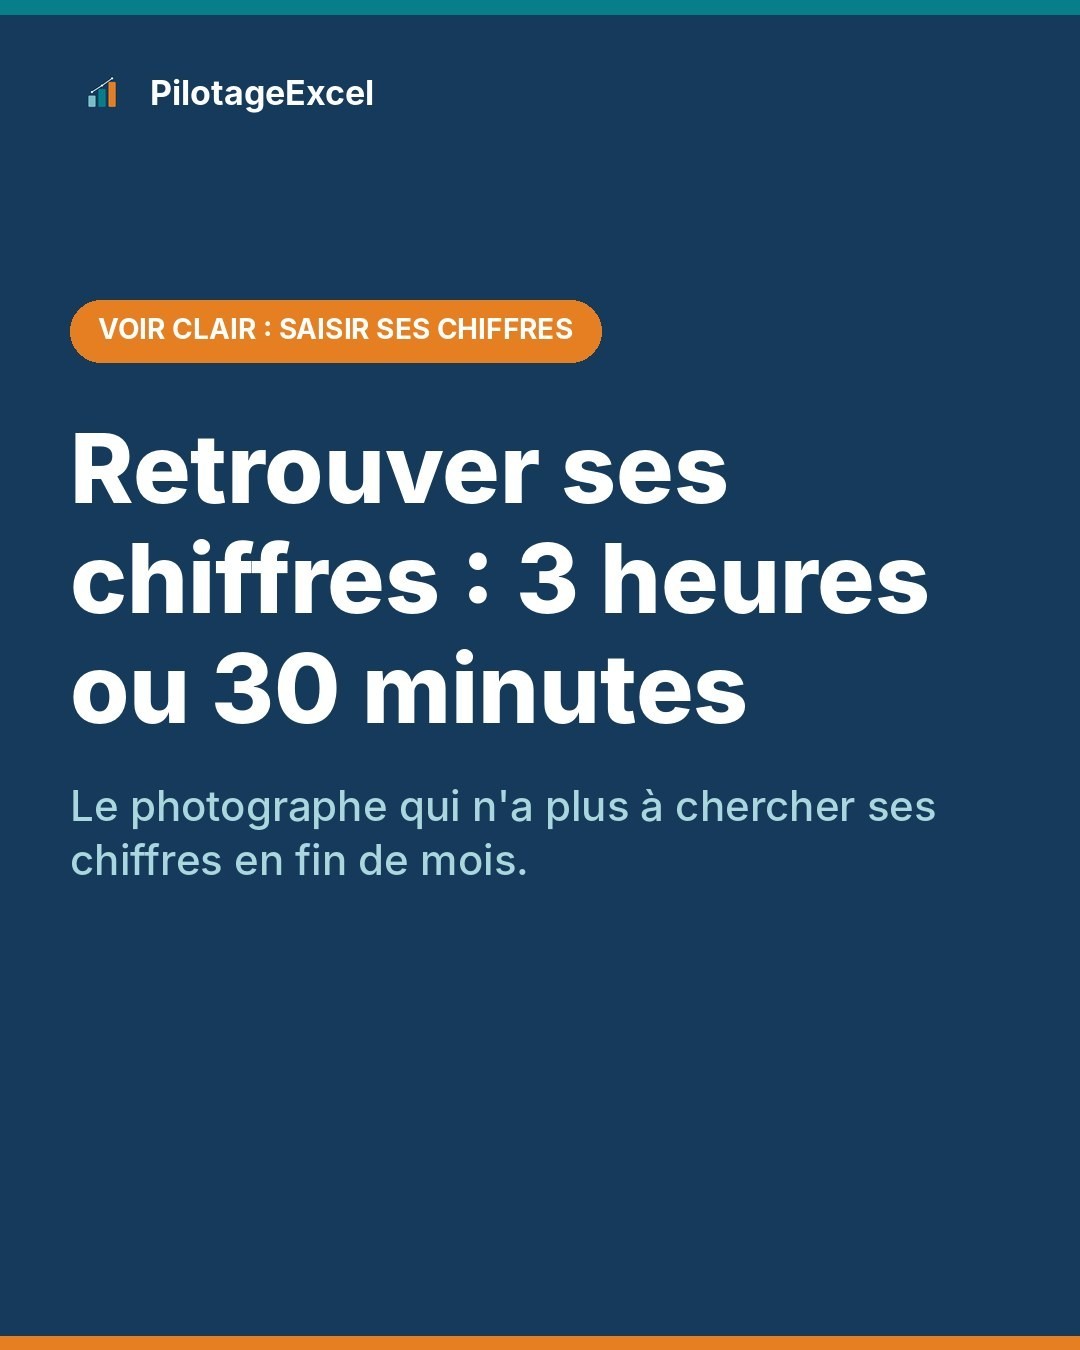 PilotageExcel
VOIR CLAIR : SAISIR SES CHIFFRES
Retrouver ses
chiffres : 3 heures
ou 30 minutes
Le photographe qui n'a plus à chercher ses
chiffres en fin de mois.